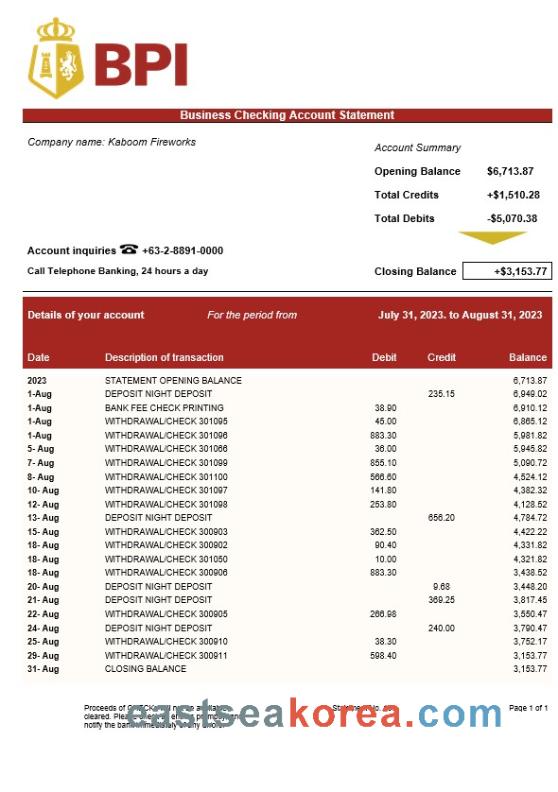 BPI
Business Checking Account Statement
Company name: Kaboom Fireworks
Account Summary
Opening Balance $6,713.87
Total Credits +$1,510.28
Total Debits -$5,070.38
Account inquiries ☎ +63-2-8891-0000
Call Telephone Banking, 24 hours a day
Closing Balance +$3,153.77
Details of your account For the period from July 31, 2023. to August 31, 2023
Date Description of transaction Debit Credit Balance
2023 STATEMENT OPENING BALANCE 6,713.87
1-Aug DEPOSIT NIGHT DEPOSIT 235.15 6,949.02
1-Aug BANK FEE CHECK PRINTING 38.90 6,910.12
1-Aug WITHDRAWAL/CHECK 301095 45.00 6,865.12
1-Aug WITHDRAWAL/CHECK 301096 883.30 5,981.82
5- Aug WITHDRAWAL/CHECK 301066 36.00 5,945.82
7- Aug WITHDRAWAL/CHECK 301099 855.10 5,090.72
8- Aug WITHDRAWAL/CHECK 301100 566.60 4,524.12
10- Aug WITHDRAWAL/CHECK 301097 141.80 4,382.32
12- Aug WITHDRAWAL/CHECK 301098 253.80 4,128.52
13- Aug DEPOSIT NIGHT DEPOSIT 656.20 4,784.72
15- Aug WITHDRAWAL/CHECK 300903 362.50 4,422.22
18- Aug WITHDRAWAL/CHECK 300902 90.40 4,331.82
18- Aug WITHDRAWAL/CHECK 301050 10.00 4,321.82
18- Aug WITHDRAWAL/CHECK 300906 883.30 3,438.52
20- Aug DEPOSIT NIGHT DEPOSIT 9.68 3,448.20
21- Aug DEPOSIT NIGHT DEPOSIT 369.25 3,817.45
22- Aug WITHDRAWAL/CHECK 300905 266.98 3,550.47
24- Aug DEPOSIT NIGHT DEPOSIT 240.00 3,790.47
25- Aug WITHDRAWAL/CHECK 300910 38.30 3,752.17
29- Aug WITHDRAWAL/CHECK 300911 598.40 3,153.77
31- Aug CLOSING BALANCE 3,153.77
Proceeds of Page 1 of 1
cleared.
notify the bank
eastseakorea.com